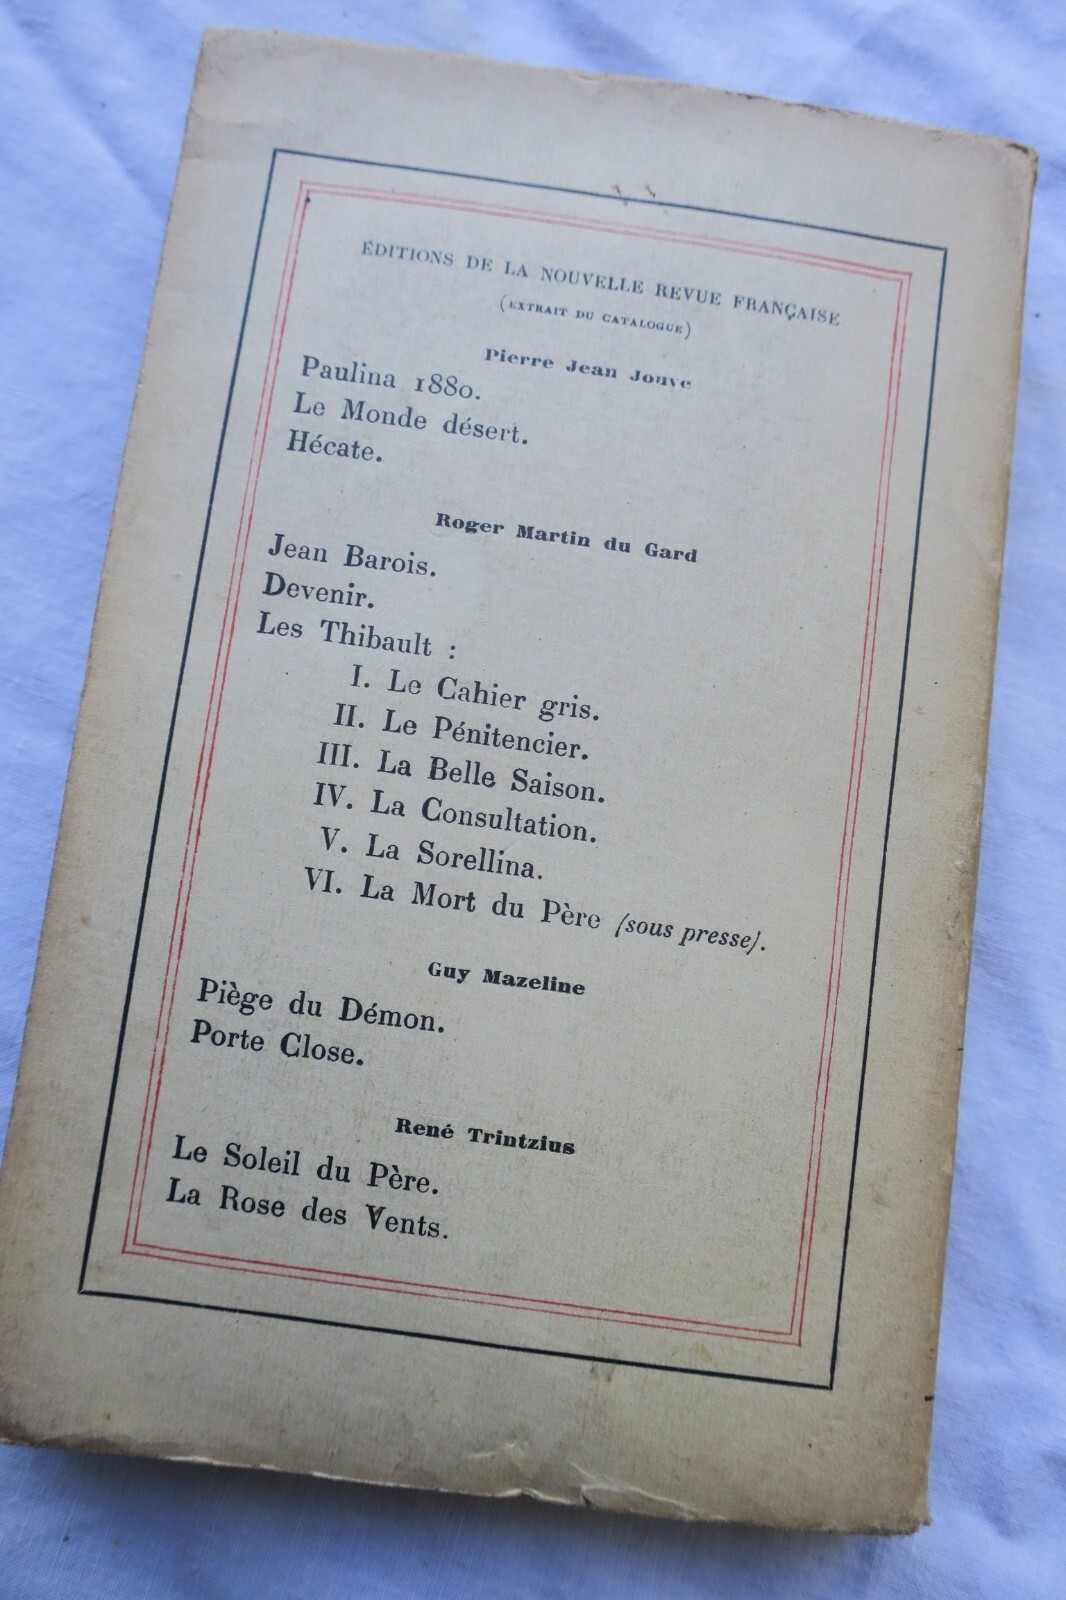 ÉDITIONS DE LA NOUVELLE REVUE FRANÇAISE
(EXTRAIT DU CATALOGUE)
Pierre Jean Jouve
Paulina 1880.
Le Monde désert.
Hécate.
Roger Martin du Gard
Jean Barois.
Devenir.
Les Thibault :
I. Le Cahier gris.
II. Le Pénitencier.
III. La Belle Saison.
IV. La Consultation.
V. La Sorellina.
VI. La Mort du Père (sous presse).
Guy Mazeline
Piège du Démon.
Porte Close.
René Trintzius
Le Soleil du Père.
La Rose des Vents.